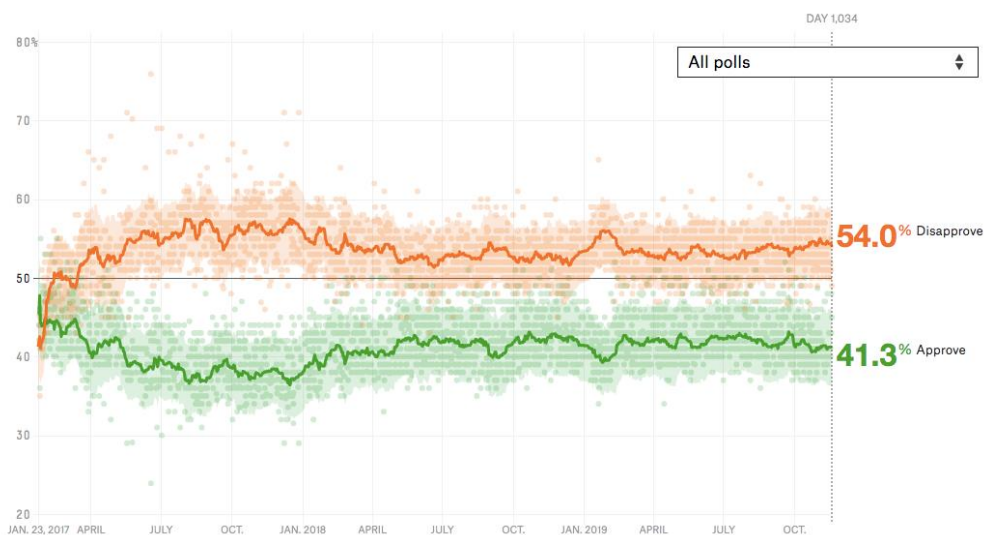 DAY 1,034
80%
All polls
70
60
54.0% Disapprove
50
40
41.3% Approve
30
20
JAN. 23, 2017 APRIL JULY OCT. JAN. 2018 APRIL JULY OCT. JAN. 2019 APRIL JULY OCT.